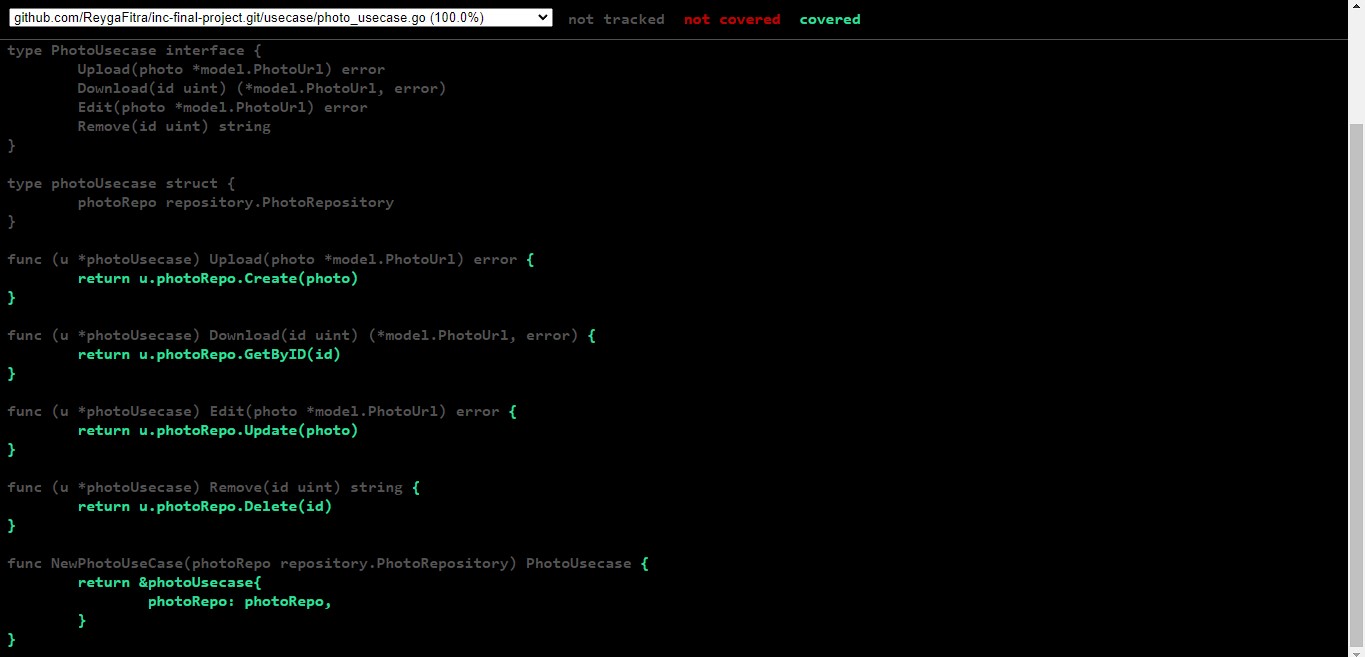 github.com/ReygaFitra/inc-final-project.git/usecase/photo_usecase.go (100.0%) not tracked not covered covered
type PhotoUsecase interface {
        Upload(photo *model.PhotoUrl) error
        Download(id uint) (*model.PhotoUrl, error)
        Edit(photo *model.PhotoUrl) error
        Remove(id uint) string
}

type photoUsecase struct {
        photoRepo repository.PhotoRepository
}

func (u *photoUsecase) Upload(photo *model.PhotoUrl) error {
        return u.photoRepo.Create(photo)
}

func (u *photoUsecase) Download(id uint) (*model.PhotoUrl, error) {
        return u.photoRepo.GetByID(id)
}

func (u *photoUsecase) Edit(photo *model.PhotoUrl) error {
        return u.photoRepo.Update(photo)
}

func (u *photoUsecase) Remove(id uint) string {
        return u.photoRepo.Delete(id)
}

func NewPhotoUseCase(photoRepo repository.PhotoRepository) PhotoUsecase {
        return &photoUsecase{
                photoRepo: photoRepo,
        }
}